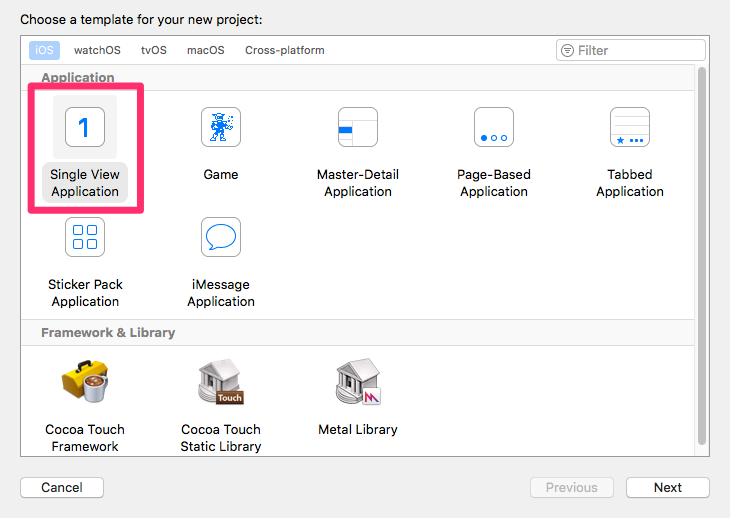 Choose a template for your new project:
iOS watchOS tvOS macOS Cross-platform Filter
Application
1
Single View Application
Game
Master-Detail Application
Page-Based Application
Tabbed Application
Sticker Pack Application
iMessage Application
Framework & Library
Touch
Cocoa Touch Framework
Cocoa Touch Static Library
Metal Library
Cancel Previous Next